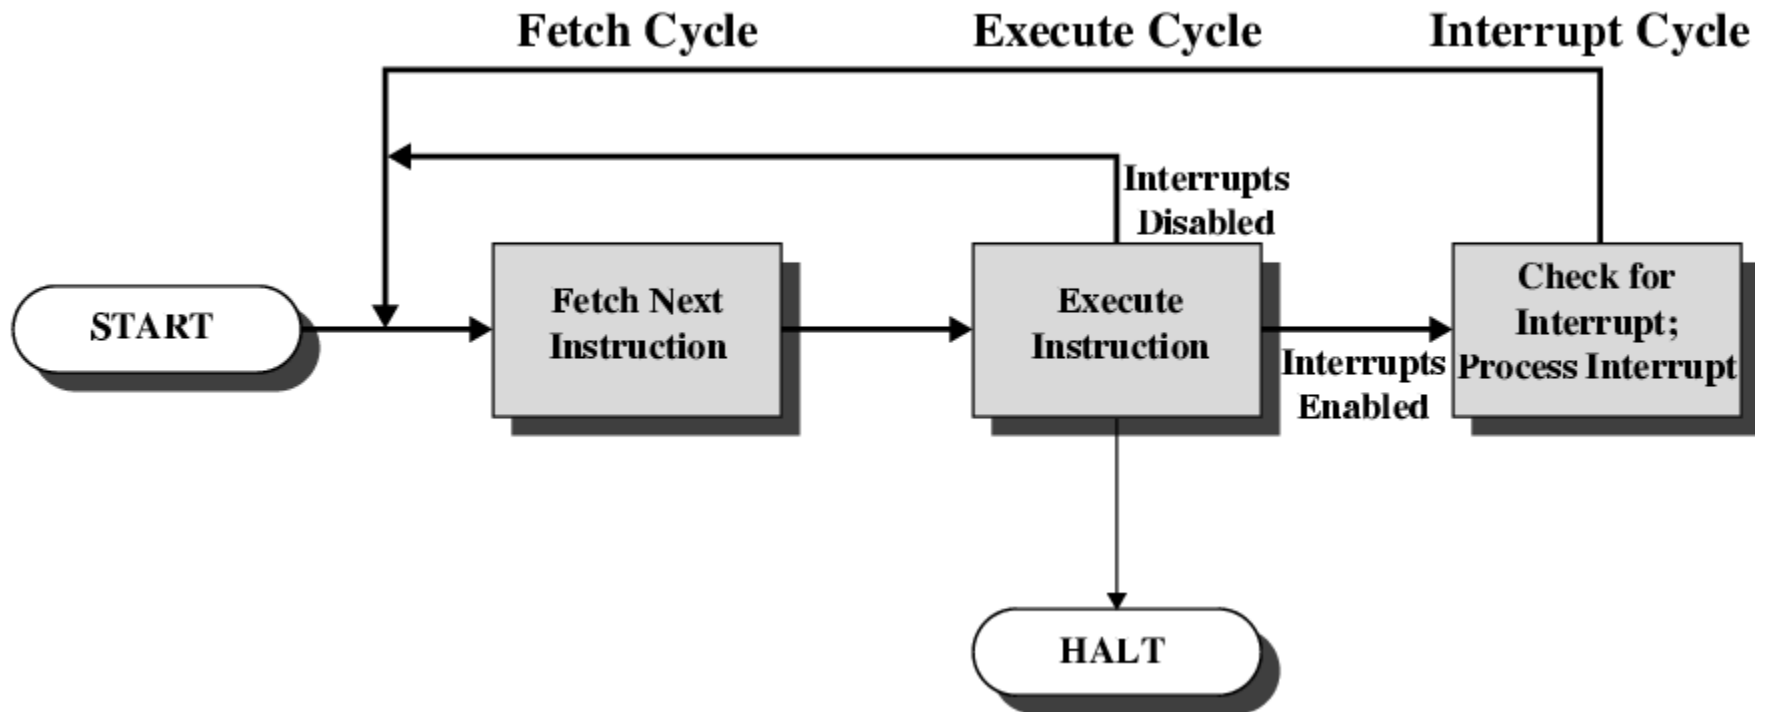 Fetch Cycle
Execute Cycle
Interrupt Cycle
Interrupts
Disabled
START
Fetch Next
Instruction
Execute
Instruction
Interrupts
Enabled
Check for
Interrupt;
Process Interrupt
HALT